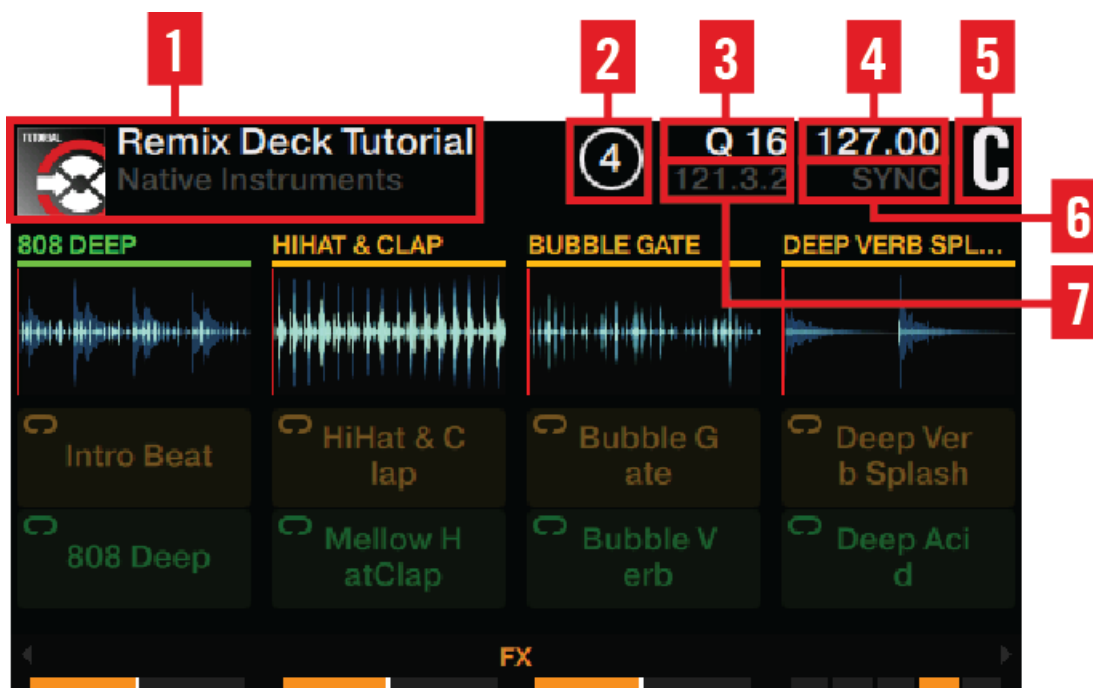 1
2
3
4
5
TUTORIAL
Remix Deck Tutorial
Native Instruments
4
Q 16
121.3.2
127.00
SYNC
C
6
7
808 DEEP
HIHAT & CLAP
BUBBLE GATE
DEEP VERB SPL...
Intro Beat
HiHat & C
lap
Bubble G
ate
Deep Ver
b Splash
808 Deep
Mellow H
atClap
Bubble V
erb
Deep Aci
d
FX